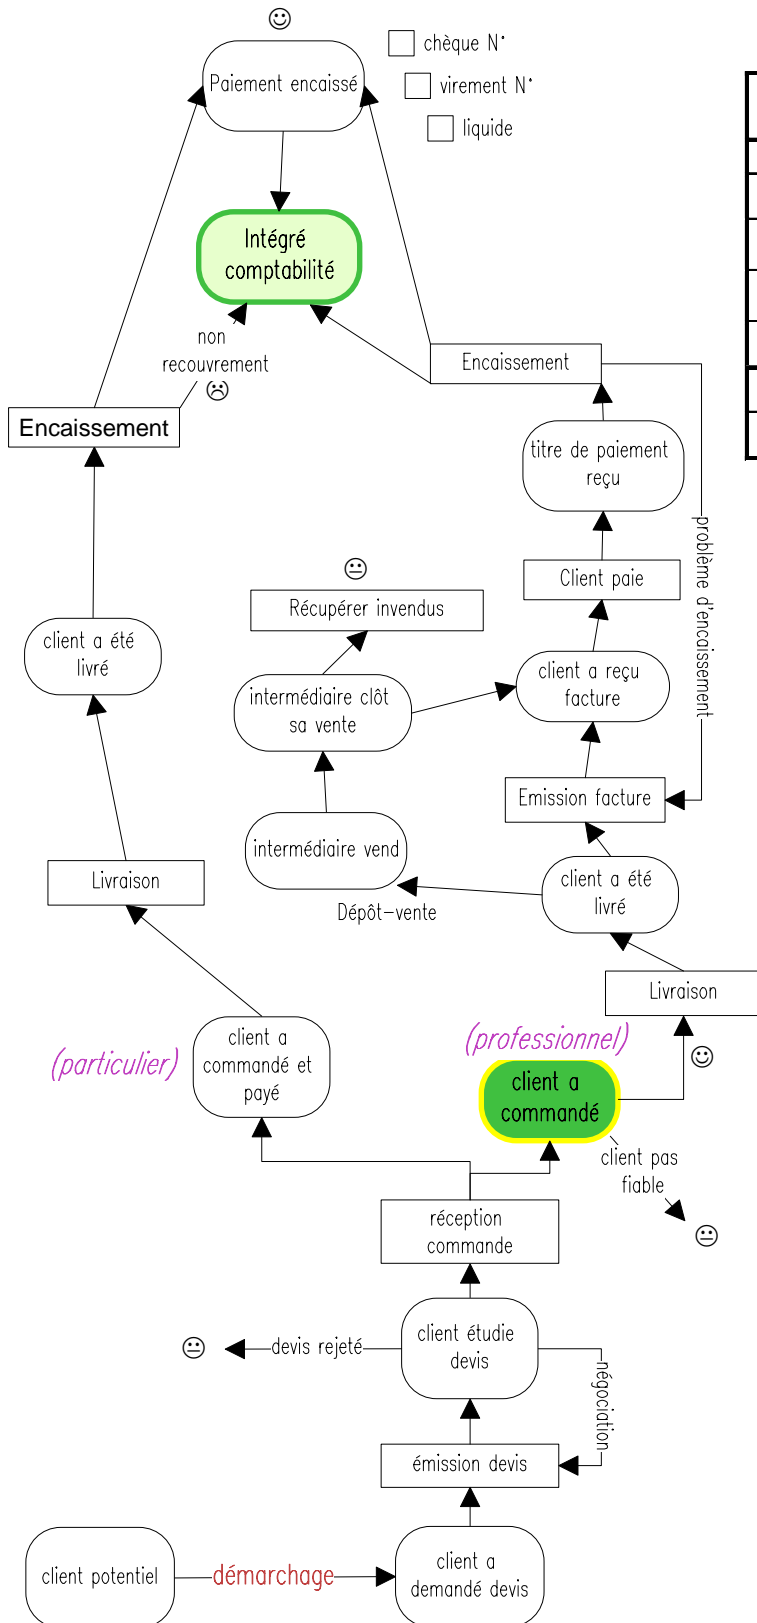 chèque N°
Paiement encaissé
virement N°
liquide
Intégré
comptabilité
non
recouvrement
Encaissement
Encaissement
titre de paiement
reçu
problème d'encaissement
Client paie
Récupérer invendus
client a été
livré
client a reçu
facture
intermédiaire clôt
sa vente
Emission facture
intermédiaire vend
Livraison
client a été
livré
Dépôt-vente
Livraison
(particulier)
client a
commandé et
payé
(professionnel)
client a
commandé
client pas
fiable
réception
commande
devis rejeté
client étudie
devis
négociation
émission devis
client potentiel
démarchage
client a
demandé devis